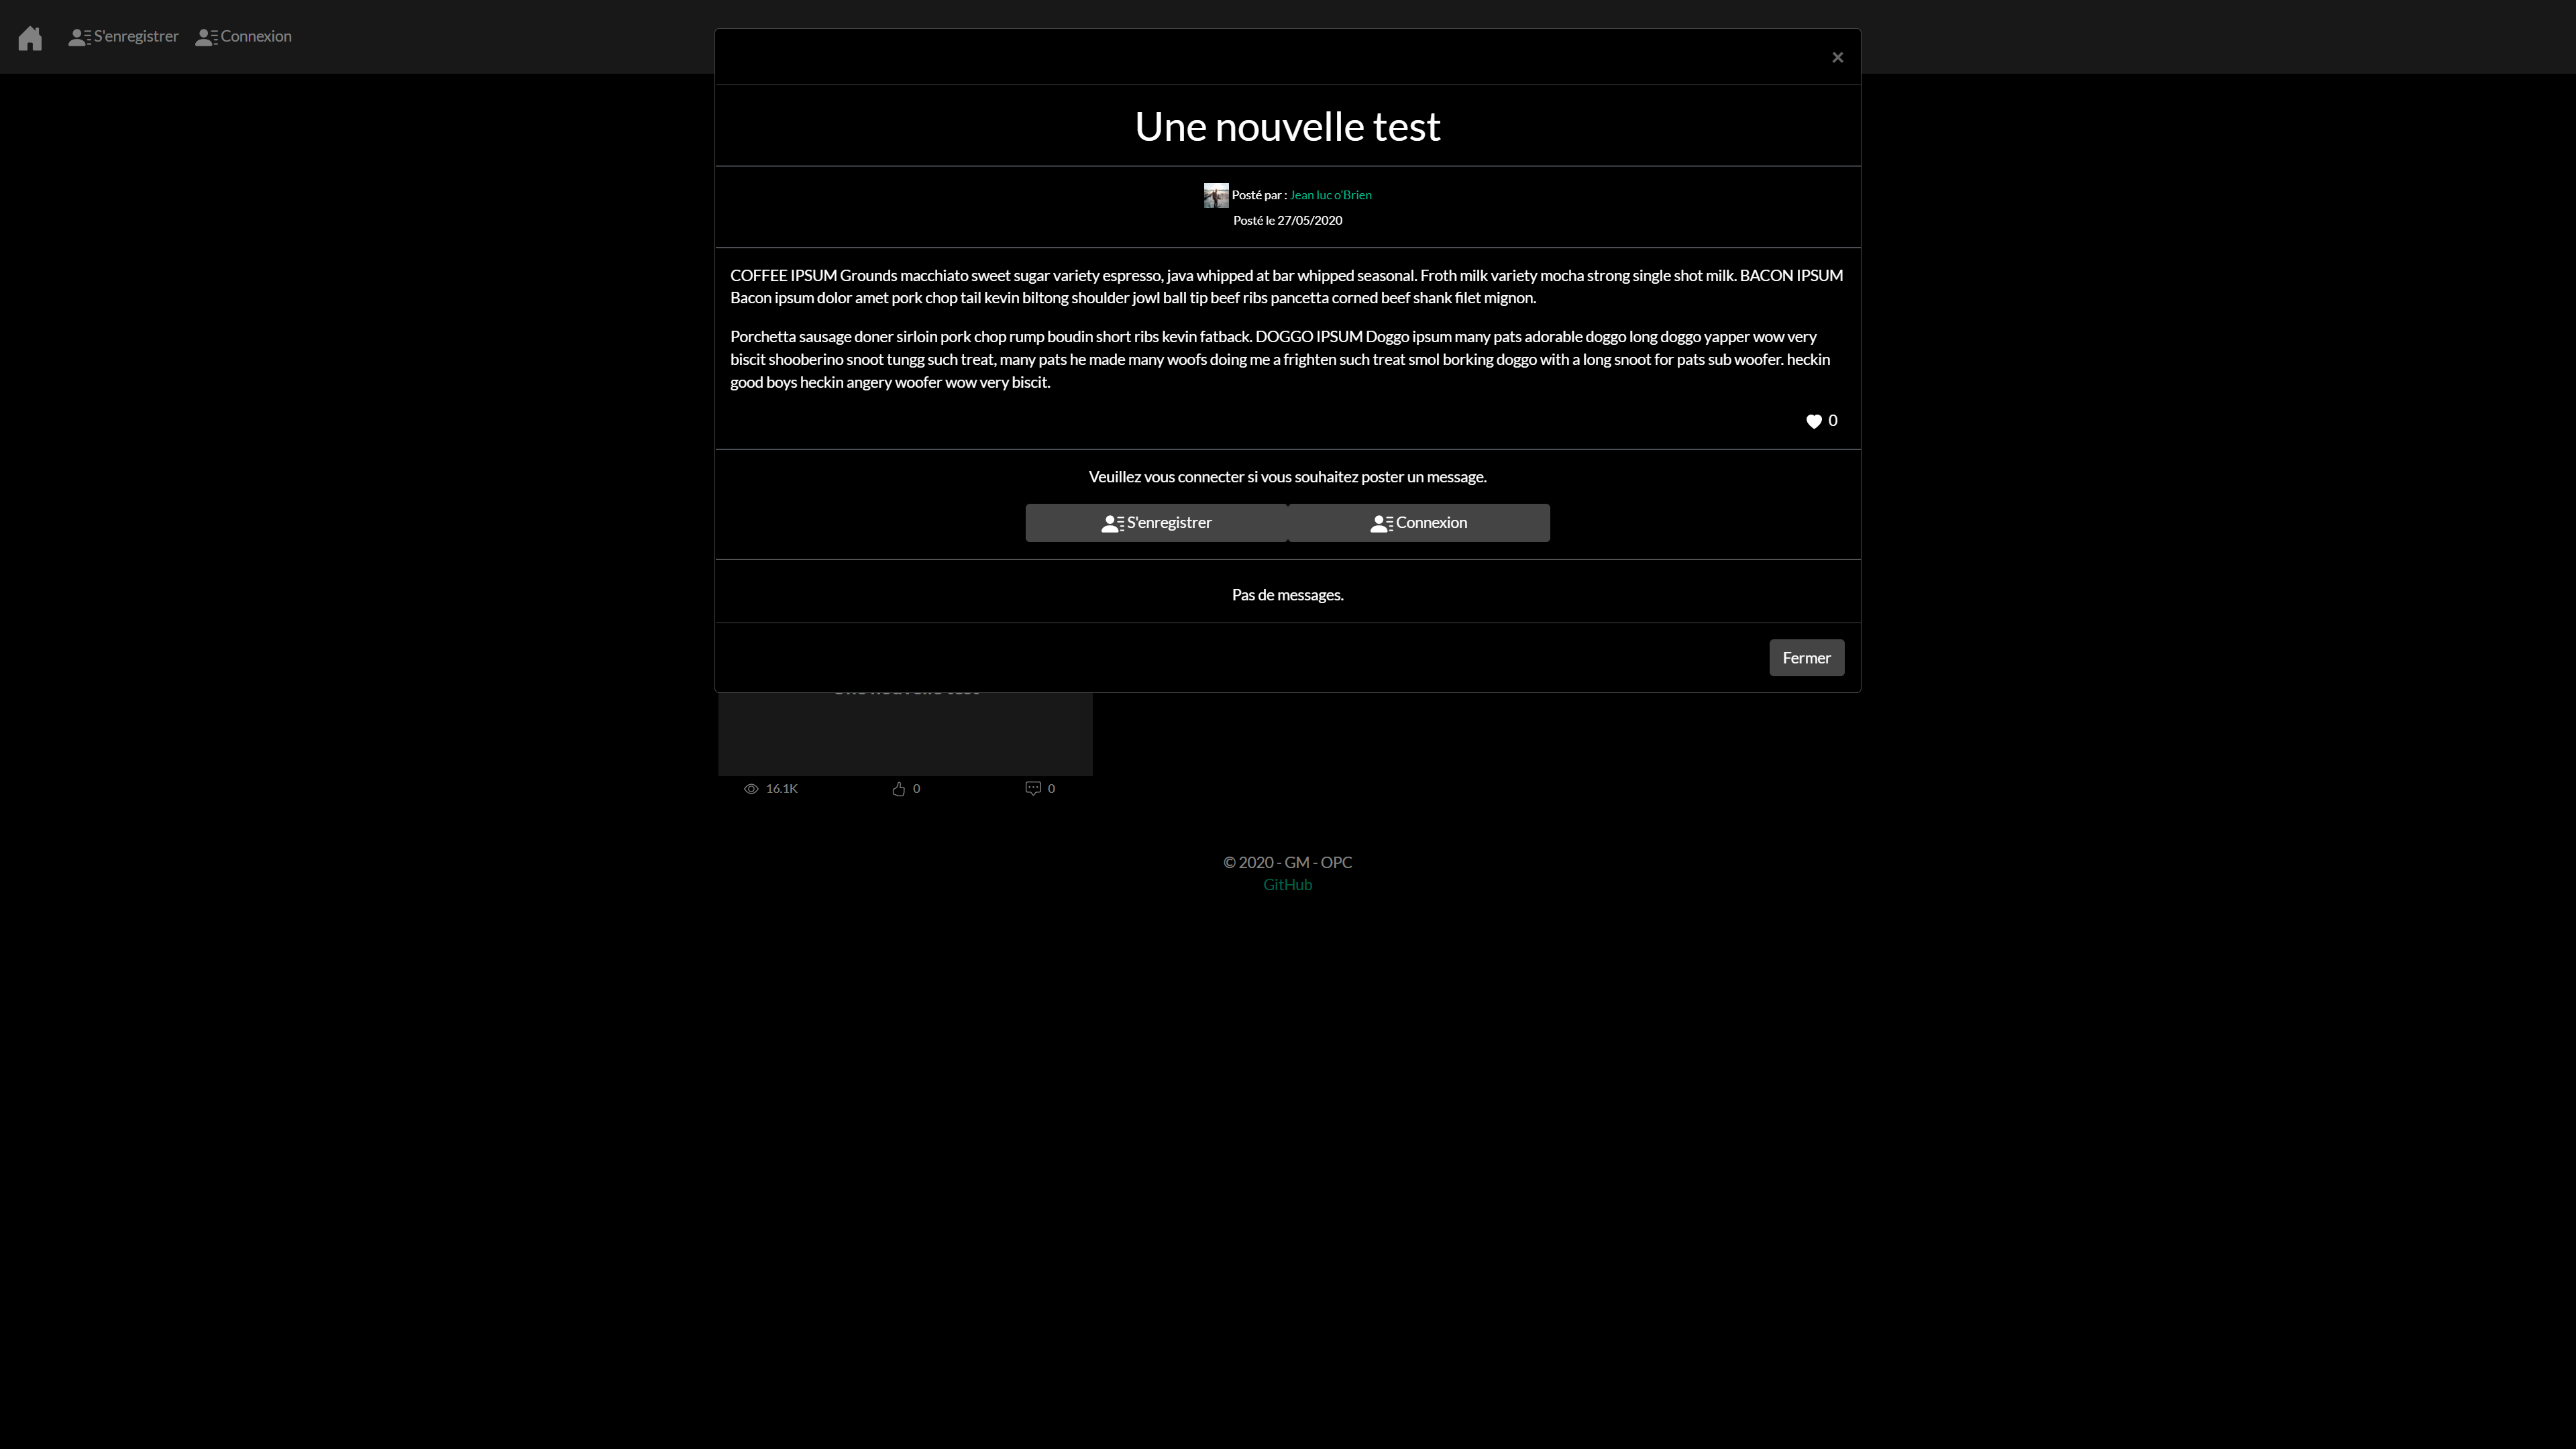 S'enregistrer Connexion
×
Une nouvelle test
Posté par : Jean luc o'Brien
Posté le 27/05/2020
COFFEE IPSUM Grounds macchiato sweet sugar variety espresso, java whipped at bar whipped seasonal. Froth milk variety mocha strong single shot milk. BACON IPSUM
Bacon ipsum dolor amet pork chop tail kevin biltong shoulder jowl ball tip beef ribs pancetta corned beef shank filet mignon.
Porchetta sausage doner sirloin pork chop rump boudin short ribs kevin fatback. DOGGO IPSUM Doggo ipsum many pats adorable doggo long doggo yapper wow very
biscit shooberino snoot tungg such treat, many pats he made many woofs doing me a frighten such treat smol borking doggo with a long snoot for pats sub woofer. heckin
good boys heckin angery woofer wow very biscit.
0
Veuillez vous connecter si vous souhaitez poster un message.
S'enregistrer Connexion
Pas de messages.
Fermer
16.1K 0 0
© 2020 - GM - OPC
GitHub